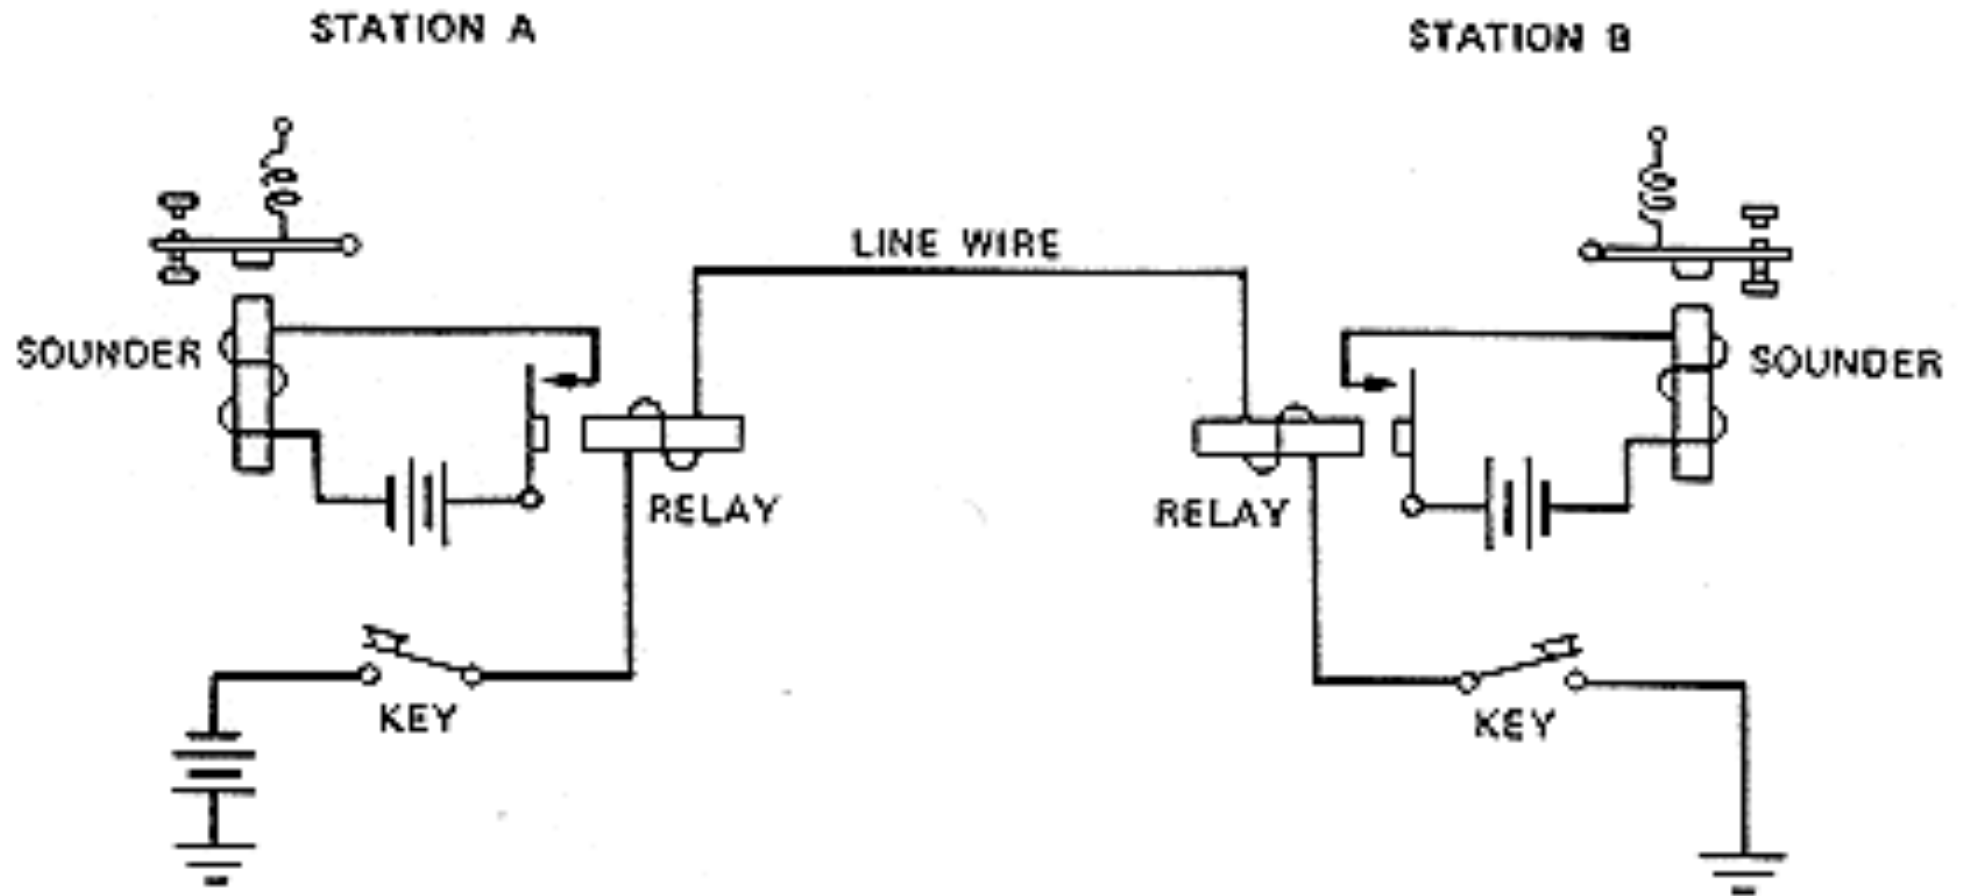 STATION A
STATION B
LINE WIRE
SOUNDER
SOUNDER
RELAY
RELAY
KEY
KEY